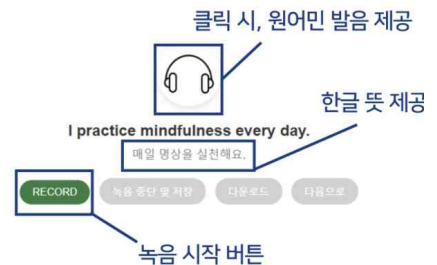 클릭 시, 원어민 발음 제공
한글 뜻 제공
I practice mindfulness every day.
매일 명상을 실천해요.
RECORD
녹음 중단 및 저장
다운로드
다음으로
녹음 시작 버튼